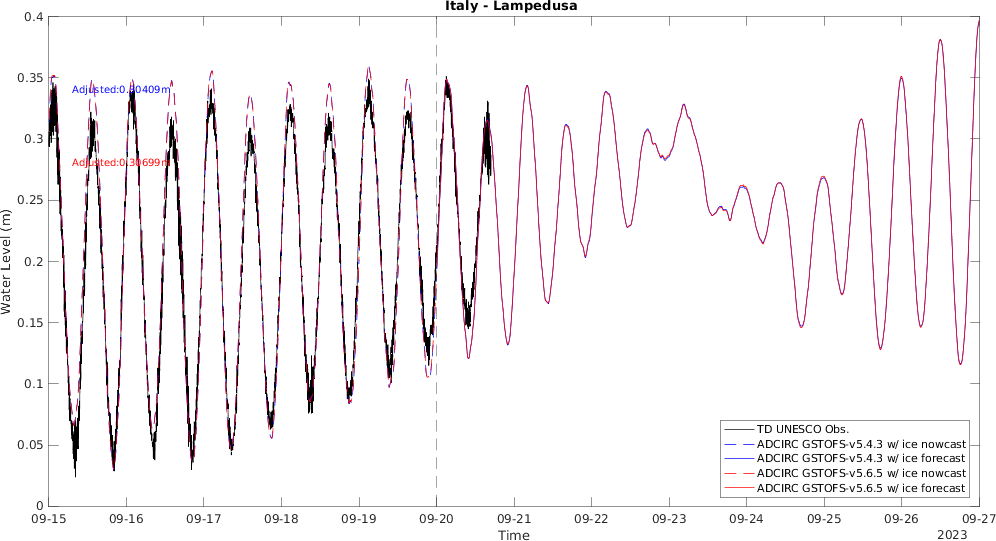 Italy - Lampedusa
Water Level (m)
0.4
0.35
0.3
0.25
0.2
0.15
0.1
0.05
0
Adjusted:0.30409m
Adjusted:0.30699m
TD UNESCO Obs.
ADCIRC GSTOFS-v5.4.3 w/ ice nowcast
ADCIRC GSTOFS-v5.4.3 w/ ice forecast
ADCIRC GSTOFS-v5.6.5 w/ ice nowcast
ADCIRC GSTOFS-v5.6.5 w/ ice forecast
09-15 09-16 09-17 09-18 09-19 09-20 09-21 09-22 09-23 09-24 09-25 09-26 09-27
Time
2023